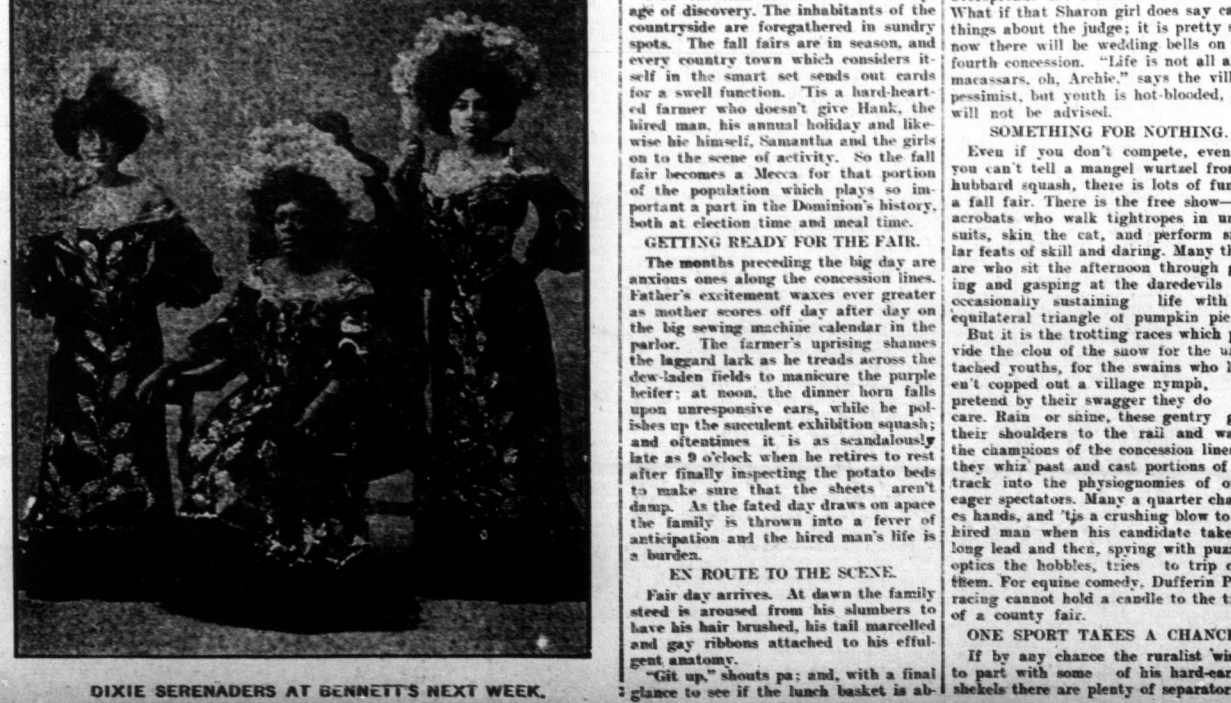 DIXIE SERENADERS AT BENNETT'S NEXT WEEK.
age of discovery. The inhabitants of the
countryside are foregathered in sundry
spots. The fall fairs are in season, and
every country town which considers it-
self in the smart set sends out cards
for a swell function. 'Tis a hard-heart-
ed farmer who doesn't give Hank, the
hired man, his annual holiday and like-
wise hie himself, Samantha and the girls
on to the scene of activity. So the fall
fair becomes a Mecca for that portion
of the population which plays so im-
portant a part in the Dominion's history,
both at election time and meal time.
GETTING READY FOR THE FAIR.
The months preceding the big day are
anxious ones along the concession lines.
Father's excitement waxes ever greater
as mother scores off day after day on
the big sewing machine calendar in the
parlor. The farmer's uprising shames
the laggard lark as he treads across the
dew-laden fields to manicure the purple
heifer; at noon, the dinner horn falls
upon unresponsive ears, while he pol-
ishes up the succulent exhibition squash;
and oftentimes it is as scandalously
late as 9 o'clock when he retires to rest
after finally inspecting the potato beds
to make sure that the sheets aren't
damp. As the fated day draws on apace
the family is thrown into a fever of
anticipation and the hired man's life is
a burden.
EN ROUTE TO THE SCENE.
Fair day arrives. At dawn the family
steed is aroused from his slumbers to
have his hair brushed, his tail marcelled
and gay ribbons attached to his efful-
gent anatomy.
"Git up," shouts pa; and, with a final
glance to see if the lunch basket is ab-
What if that Sharon girl does say ca
things about the judge; it is pretty
now there will be wedding bells on
fourth concession. "Life is not all a
macassars, oh, Archie," says the vil
pessimist, but youth is hot-blooded,
will not be advised.
SOMETHING FOR NOTHING.
Even if you don't compete, even
you can't tell a mangel wurtzel from
hubbard squash, there is lots of fun
a fall fair. There is the free show—
acrobats who walk tightropes in
suits, skin the cat, and perform
lar feats of skill and daring. Many th
are who sit the afternoon through
ing and gasping at the daredevils
occasionally sustaining life with
equilateral triangle of pumpkin pie
But it is the trotting races which p
vide the clou of the snow for the
tached youths, for the swains who
en't copped out a village nymph,
pretend by their swagger they do
care. Rain or shine, these gentry
their shoulders to the rail and wa
the champions of the concession line
they whiz past and cast portions of
track into the physiognomies of
eager spectators. Many a quarter cha
es hands, and 'tis a crushing blow to
hired man when his candidate take
long lead and then, spying with puz
optics the hobbles, tries to trip
them. For equine comedy, Dufferin P
racing cannot hold a candle to the t
of a county fair.
ONE SPORT TAKES A CHANC
If by any chance the ruralist wi
to part with some of his hard-ear
shekels there are plenty of separator